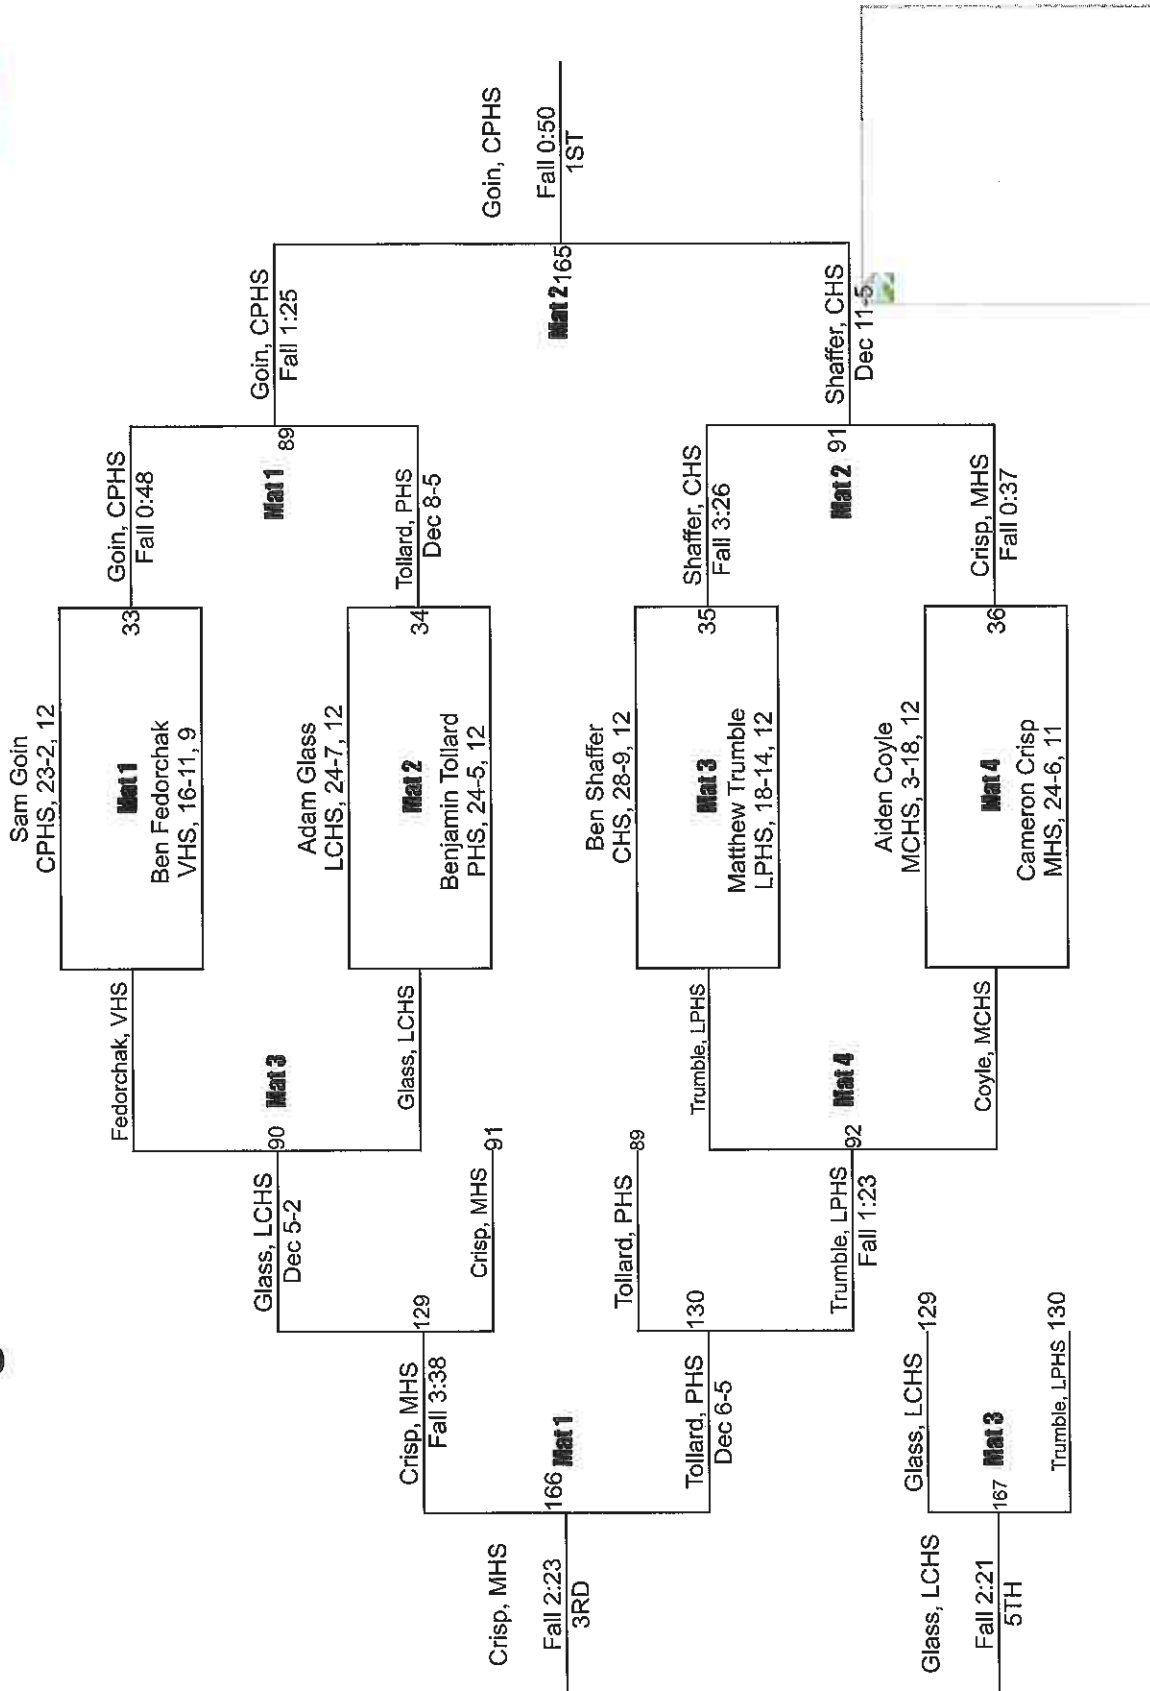 Sam Goin
CPHS, 23-2, 12
Mat 1
33
Ben Fedorchak
VHS, 16-11, 9
Goin, CPHS
Fall 0:48
Adam Glass
LCHS, 24-7, 12
Mat 2
34
Benjamin Tollard
PHS, 24-5, 12
Tollard, PHS
Dec 8-5
Mat 1 89
Goin, CPHS
Fall 1:25
Ben Shaffer
CHS, 28-9, 12
Mat 3
35
Matthew Trumble
LPHS, 18-14, 12
Shaffer, CHS
Fall 3:26
Aiden Coyle
MCHS, 3-18, 12
Mat 4
36
Cameron Crisp
MHS, 24-6, 11
Crisp, MHS
Fall 0:37
Mat 2 91
Shaffer, CHS
Dec 11-5
Mat 2 165
Goin, CPHS
Fall 0:50
1ST
Fedorchak, VHS
90 Mat 3
Glass, LCHS
Glass, LCHS
Dec 5-2
Crisp, MHS 91
129
Crisp, MHS
Fall 3:38
Trumble, LPHS
92 Mat 4
Coyle, MCHS
Tollard, PHS 89
Trumble, LPHS
Fall 1:23
130
Tollard, PHS
Dec 6-5
166 Mat 1
Crisp, MHS
Fall 2:23
3RD
Glass, LCHS 129
Trumble, LPHS 130
167 Mat 3
Glass, LCHS
Fall 2:21
5TH